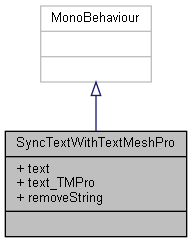 MonoBehaviour
SyncTextWithTextMeshPro
+ text
+ text_TMPro
+ removeString